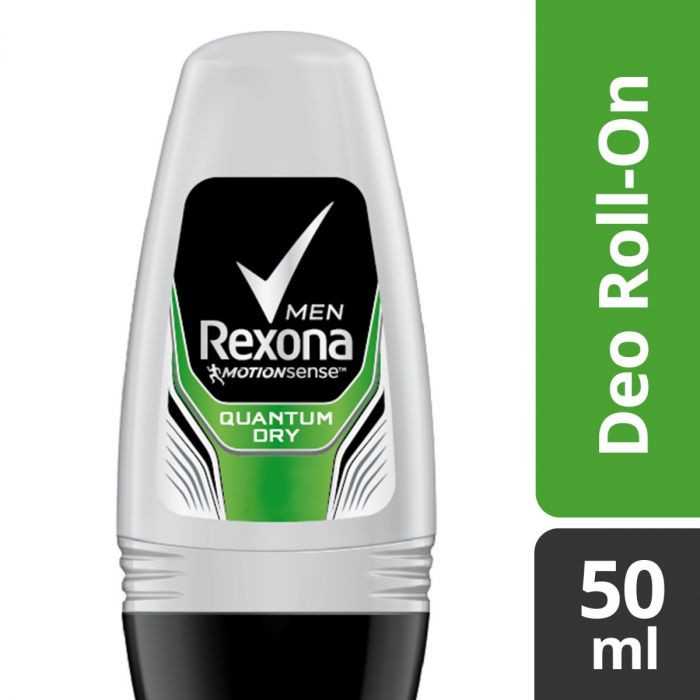 MEN
Rexona
MOTIONsense™
QUANTUM
DRY
Deo Roll-On
50
ml